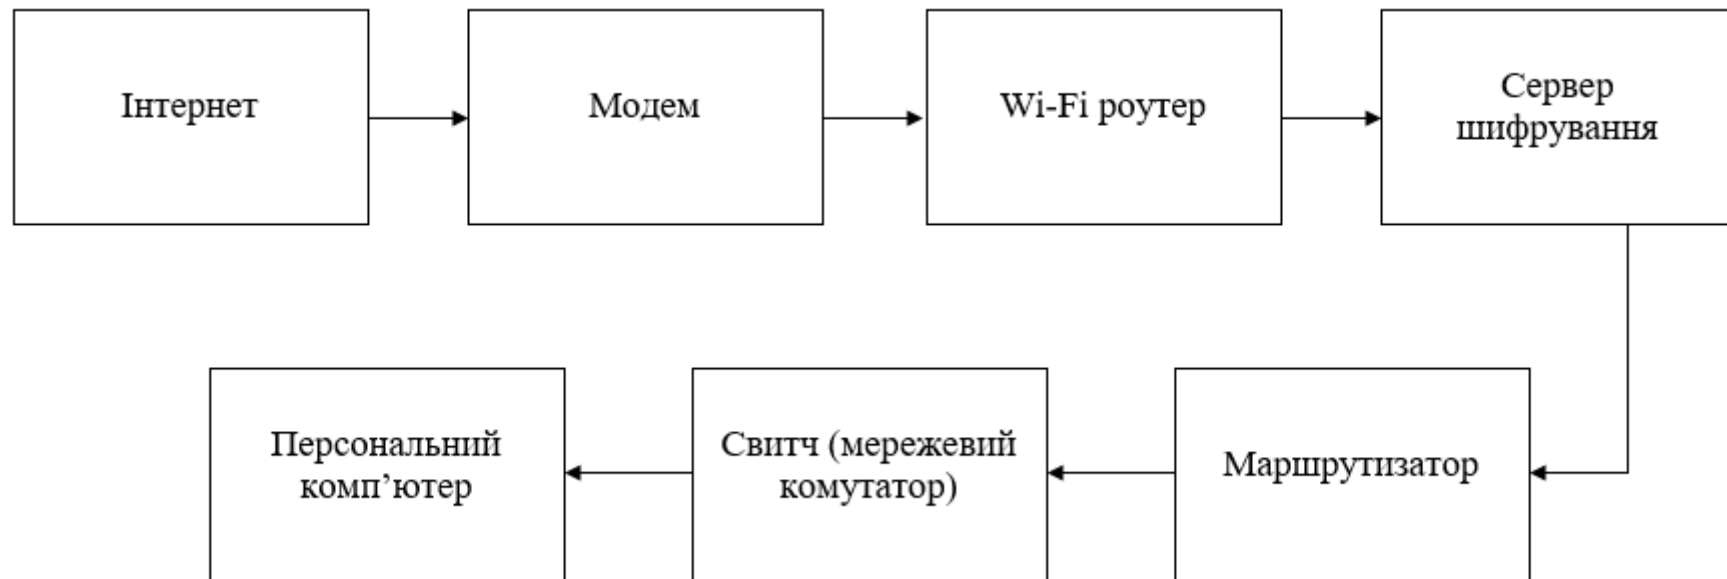 Інтернет
Модем
Wi-Fi роутер
Сервер
шифрування
Маршрутизатор
Свитч (мережевий
комутатор)
Персональний
комп’ютер